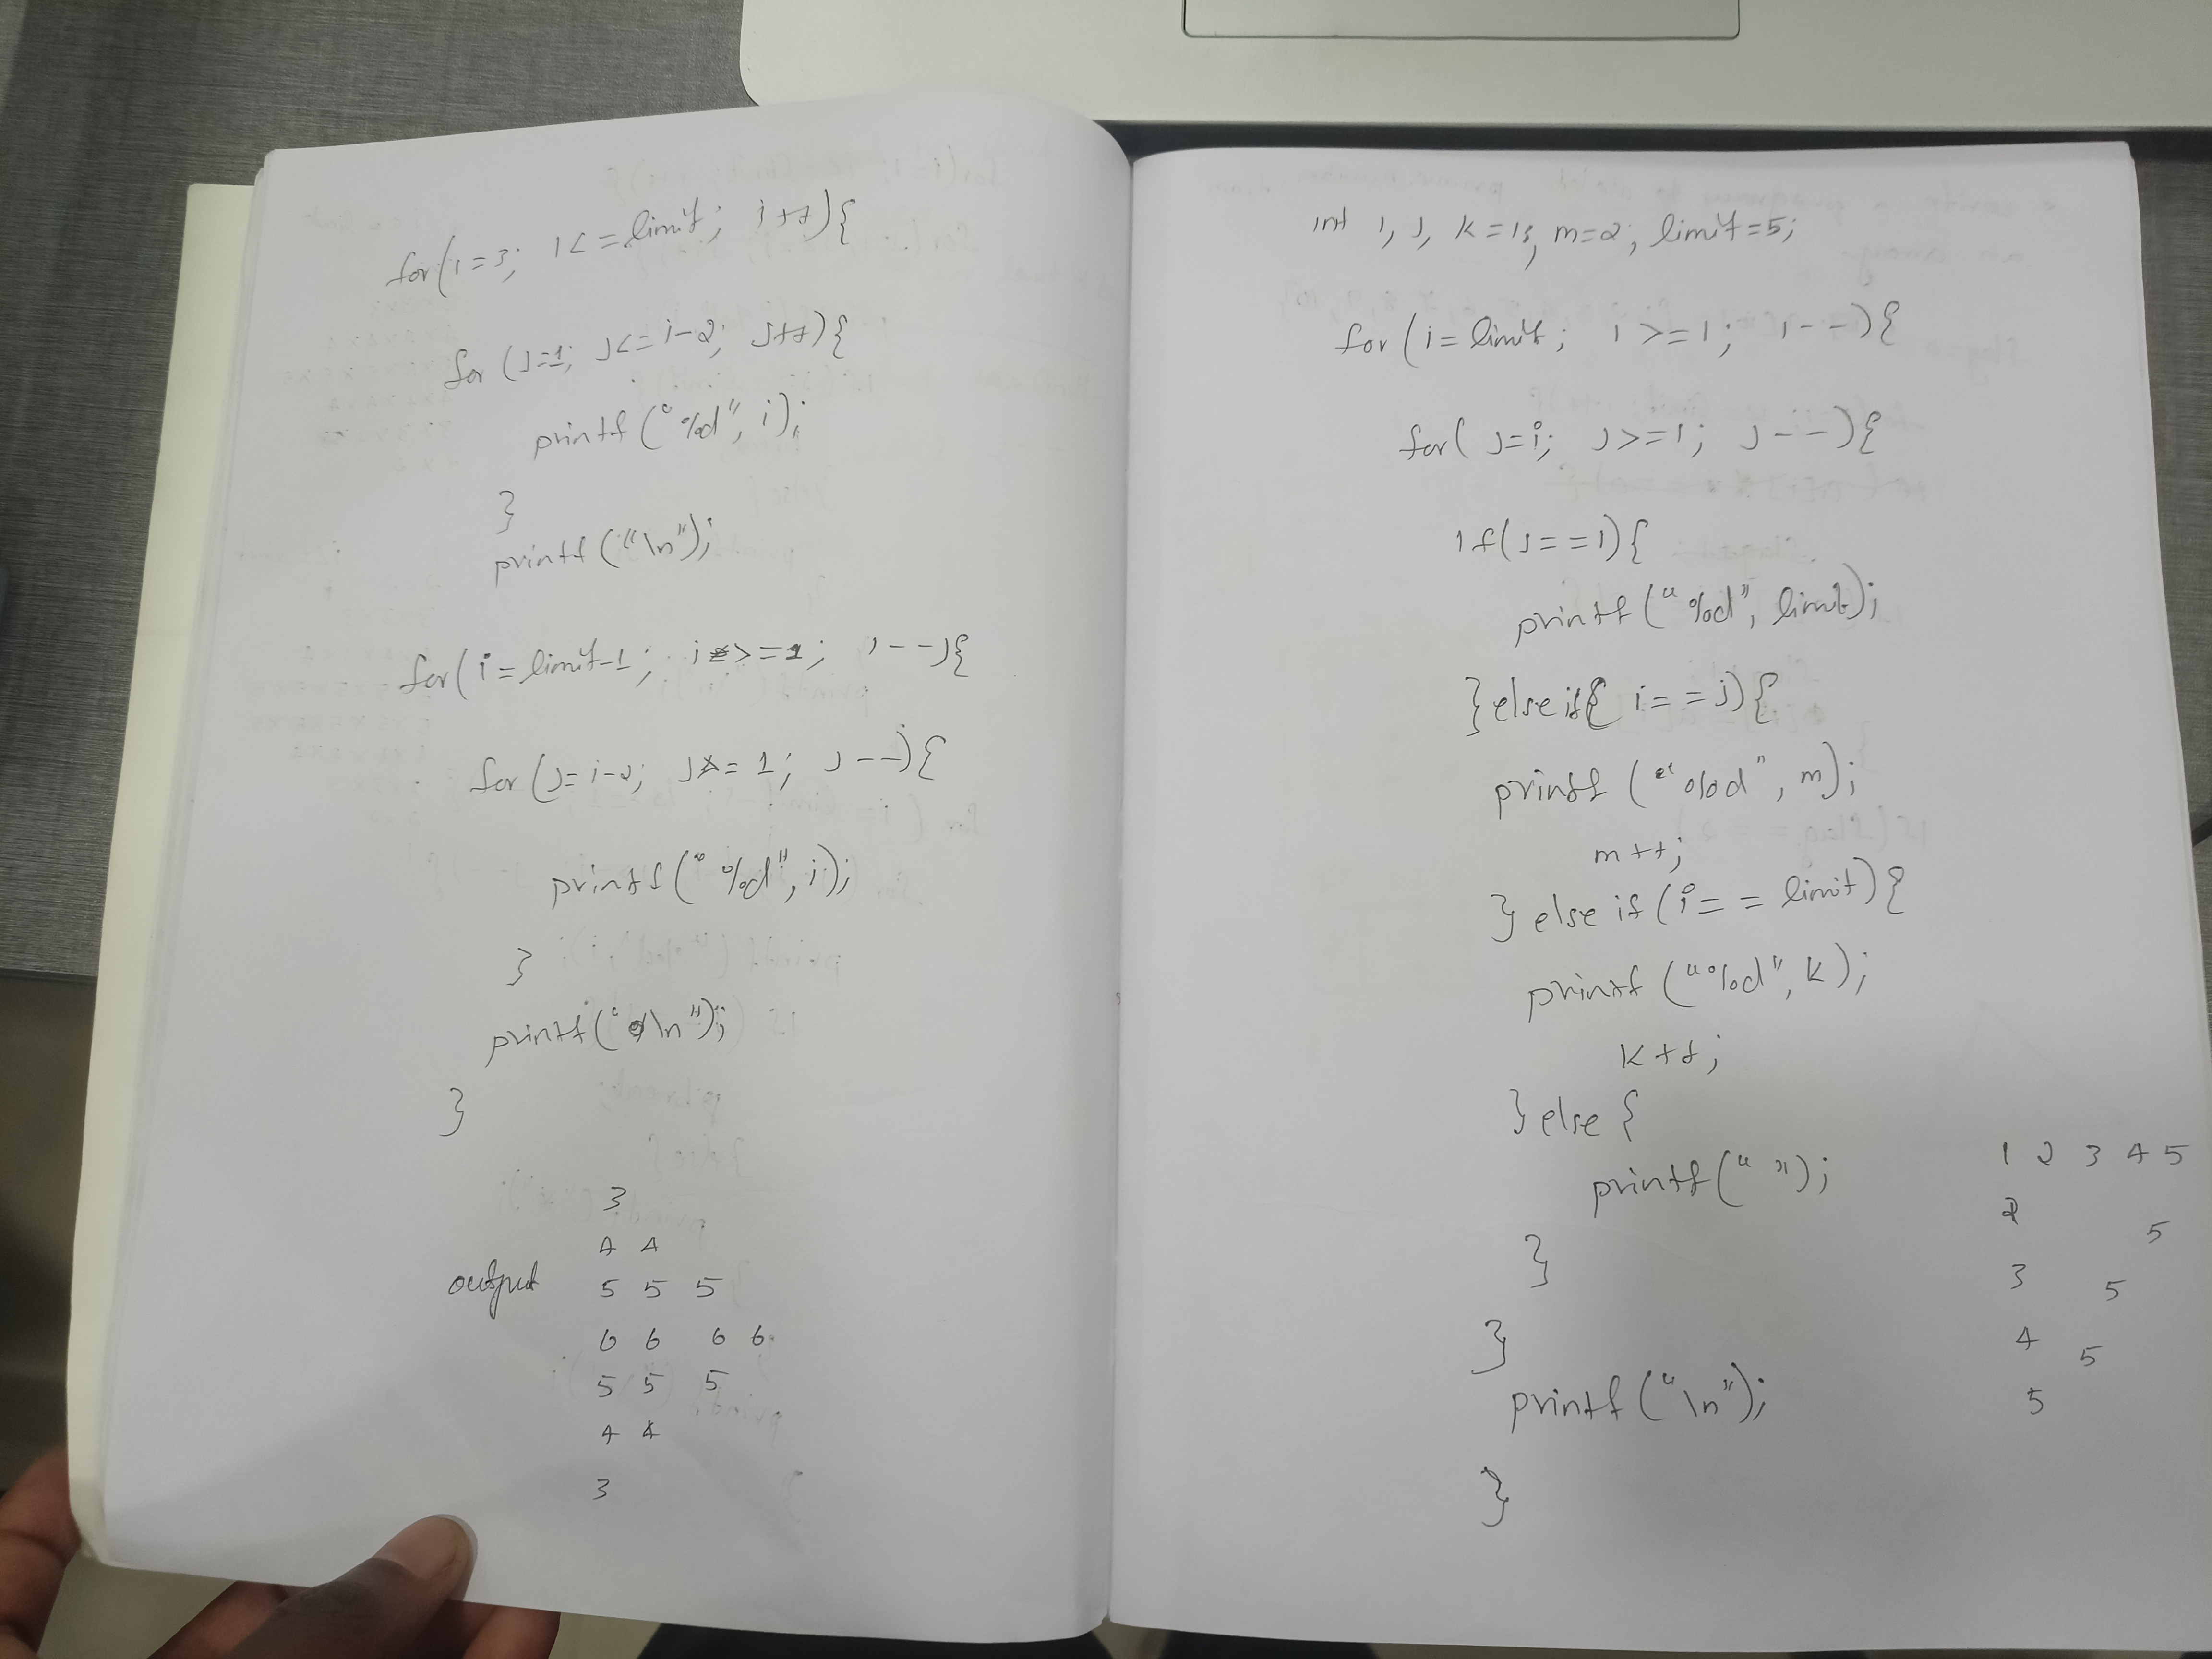 for(i=3; i<=limit; i++){
for (j=1; j<=i-2; j++){
printf("%d", i);
}
printf("\n");
for(i=limit-1; i>=1; i--){
for(j=i-2; j>=1; j--){
printf("%d", i);
}
printf("\n");
}
3
4 4
output 5 5 5
6 6 6 6
5 5 5
4 4
3
int i, j, k=1, m=2, limit=5;
for(i=limit; i>=1; i--){
for( j=i; j>=1; j--){
if(j==1){
printf("%d", limit);
}else if( i==j){
printf("%d", m);
m++;
}else if(i==limit){
printf("%d", k);
k++;
}else{
printf(" ");
}
}
printf("\n");
}
1 2 3 4 5
2
5
3 5
4
5
5